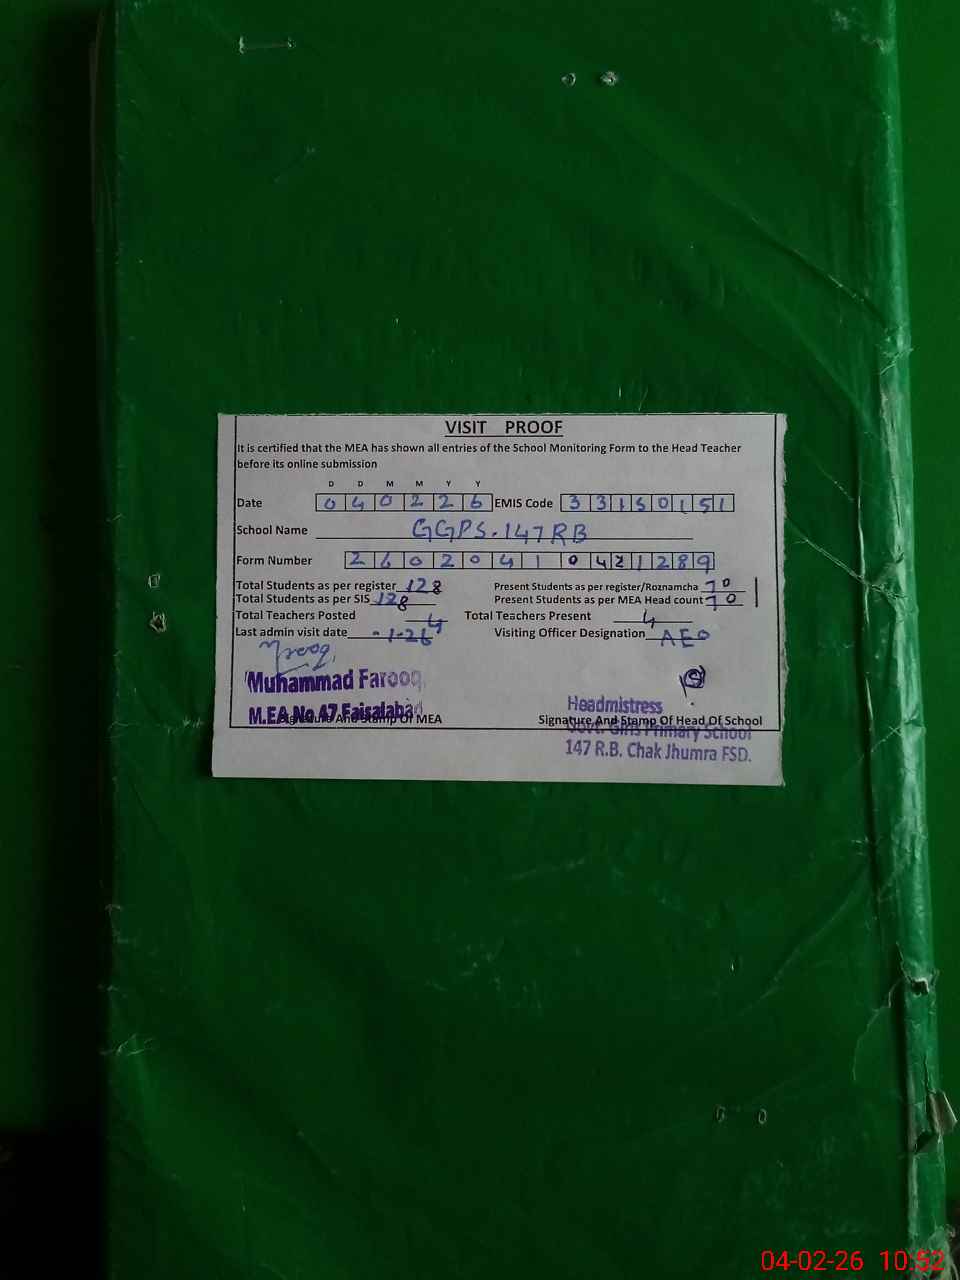 VISIT PROOF
It is certified that the MEA has shown all entries of the School Monitoring Form to the Head Teacher
before its online submission
D D M M Y Y
Date 0 4 0 2 2 6 EMIS Code 3 3 1 5 0 1 5 1
School Name GGPS.147RB
Form Number 2 6 0 2 0 4 1 0 4 2 1 2 8 9
Total Students as per register 128 Present Students as per register/Roznamcha 70
Total Students as per SIS 128 Present Students as per MEA Head count 70
Total Teachers Posted 4 Total Teachers Present 4
Last admin visit date -1-26 Visiting Officer Designation AEO
Farooq
Muhammad Farooq
M.EA No 47 Faisalabad
Signature And Stamp Of MEA
Headmistress
Signature And Stamp Of Head Of School
Govt. Girls Primary School
147 R.B. Chak Jhumra FSD.
04-02-26 10:52